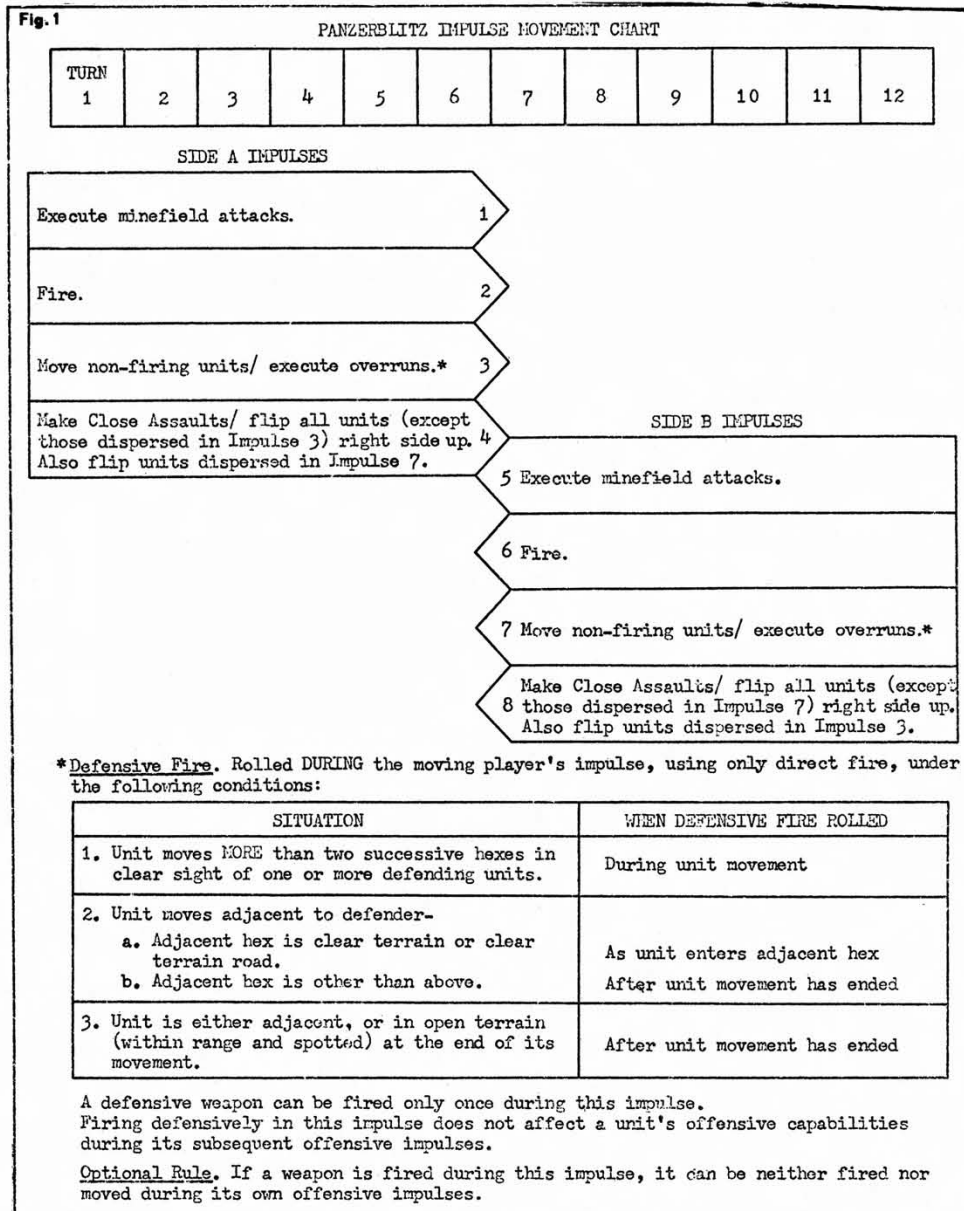 Fig.1
PANZERBLITZ IMPULSE MOVEMENT CHART
TURN
1 2 3 4 5 6 7 8 9 10 11 12
SIDE A IMPULSES
Execute minefield attacks. 1
Fire. 2
Move non-firing units/ execute overruns.* 3
Make Close Assaults/ flip all units (except
those dispersed in Impulse 3) right side up. 4
Also flip units dispersed in Impulse 7.
SIDE B IMPULSES
5 Execute minefield attacks.
6 Fire.
7 Move non-firing units/ execute overruns.*
Make Close Assaults/ flip all units (except
8 those dispersed in Impulse 7) right side up.
Also flip units dispersed in Impulse 3.
*Defensive Fire. Rolled DURING the moving player's impulse, using only direct fire, under
the following conditions:
SITUATION
WHEN DEFENSIVE FIRE ROLLED
1. Unit moves MORE than two successive hexes in
clear sight of one or more defending units.
During unit movement
2. Unit moves adjacent to defender-
a. Adjacent hex is clear terrain or clear
terrain road.
As unit enters adjacent hex
b. Adjacent hex is other than above.
After unit movement has ended
3. Unit is either adjacent, or in open terrain
(within range and spotted) at the end of its
movement.
After unit movement has ended
A defensive weapon can be fired only once during this impulse.
Firing defensively in this impulse does not affect a unit's offensive capabilities
during its subsequent offensive impulses.
Optional Rule. If a weapon is fired during this impulse, it can be neither fired nor
moved during its own offensive impulses.